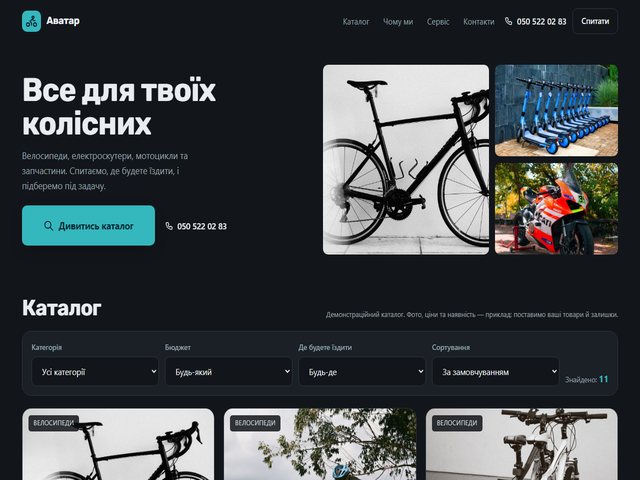 Аватар
Каталог
Чому ми
Сервіс
Контакти
050 522 02 83
Спитати
Все для твоїх
колісних
Велосипеди, електроскутери, мотоцикли та
запчастини. Спитаємо, де будете їздити, і
підберемо під задачу.
Дивитись каталог
050 522 02 83
Каталог
Демонстраційний каталог. Фото, ціни та наявність — приклад: поставимо ваші товари й залишки.
Категорія
Бюджет
Де будете їздити
Сортування
Усі категорії
Будь-який
Будь-де
За замовчуванням
Знайдено: 11
ВЕЛОСИПЕДИ
ВЕЛОСИПЕДИ
ВЕЛОСИПЕДИ